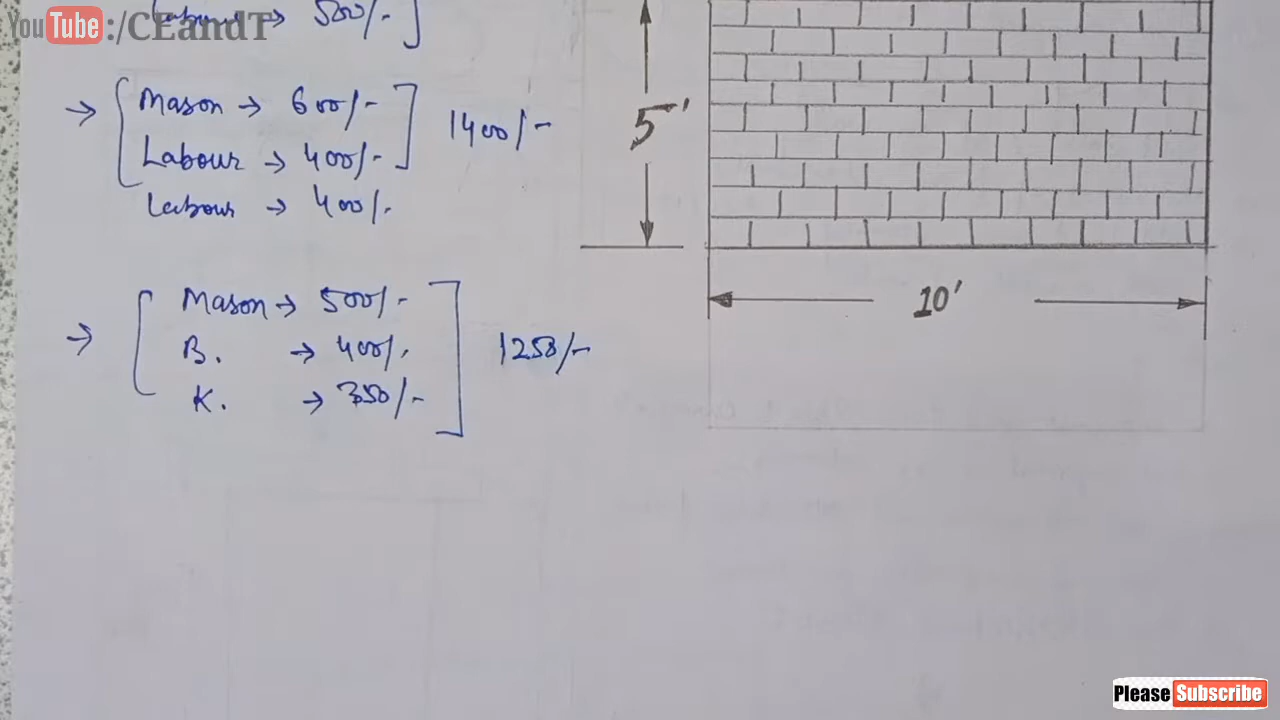 YouTube:/CEandT
Labour → 500/-
→ Mason → 600/-
Labour → 400/-
1400/-
Labour → 400/-
→ Mason → 500/-
B. → 400/-
K. → 350/-
1250/-
5'
10'
Please Subscribe